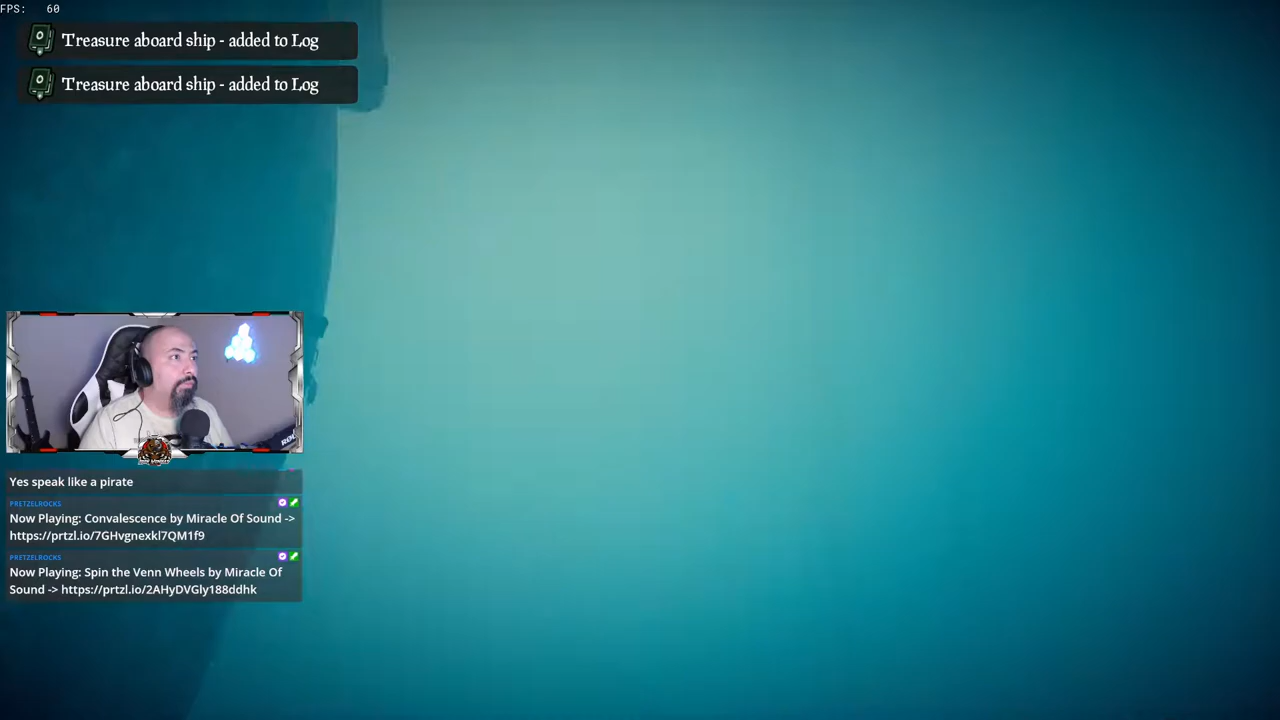 FPS: 60
Treasure aboard ship - added to Log
Treasure aboard ship - added to Log
Yes speak like a pirate
PRETZELROCKS
Now Playing: Convalescence by Miracle Of Sound ->
https://prtzl.io/7GHvgnexkl7QM1f9
PRETZELROCKS
Now Playing: Spin the Venn Wheels by Miracle Of
Sound -> https://prtzl.io/2AHyDVGly188ddhk